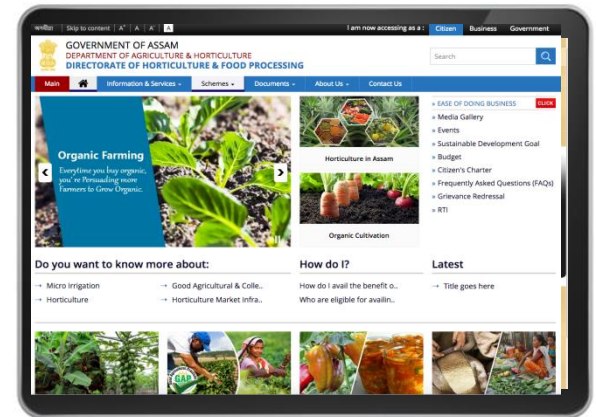 অসমীয়া Skip to content A⁺ A A⁻ A
I am now accessing as a : Citizen Business Government
GOVERNMENT OF ASSAM
DEPARTMENT OF AGRICULTURE & HORTICULTURE
DIRECTORATE OF HORTICULTURE & FOOD PROCESSING
Search
Main Information & Services Schemes Documents About Us Contact Us
Organic Farming
Everytime you buy organic,
you' re Persuading more
Farmers to Grow Organic.
Horticulture in Assam
Organic Cultivation
» EASE OF DOING BUSINESS CLICK
» Media Gallery
» Events
» Sustainable Development Goal
» Budget
» Citizen's Charter
» Frequently Asked Questions (FAQs)
» Grievance Redressal
» RTI
Do you want to know more about:
→ Micro Irrigation
→ Horticulture
→ Good Agricultural & Colle..
→ Horticulture Market Infra..
How do I?
How do I avail the benefit o..
Who are eligible for availin..
Latest
→ Title goes here
GAP